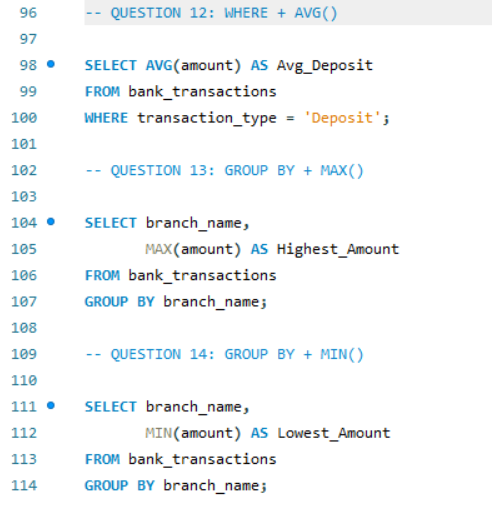 96 -- QUESTION 12: WHERE + AVG()
97
98 SELECT AVG(amount) AS Avg_Deposit
99 FROM bank_transactions
100 WHERE transaction_type = 'Deposit';
101
102 -- QUESTION 13: GROUP BY + MAX()
103
104 SELECT branch_name,
105 MAX(amount) AS Highest_Amount
106 FROM bank_transactions
107 GROUP BY branch_name;
108
109 -- QUESTION 14: GROUP BY + MIN()
110
111 SELECT branch_name,
112 MIN(amount) AS Lowest_Amount
113 FROM bank_transactions
114 GROUP BY branch_name;